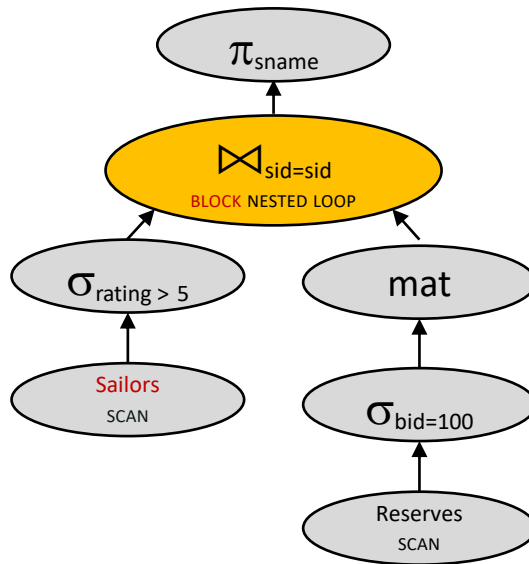 πsname
⋈sid=sid
BLOCK NESTED LOOP
σrating > 5
mat
Sailors
SCAN
σbid=100
Reserves
SCAN